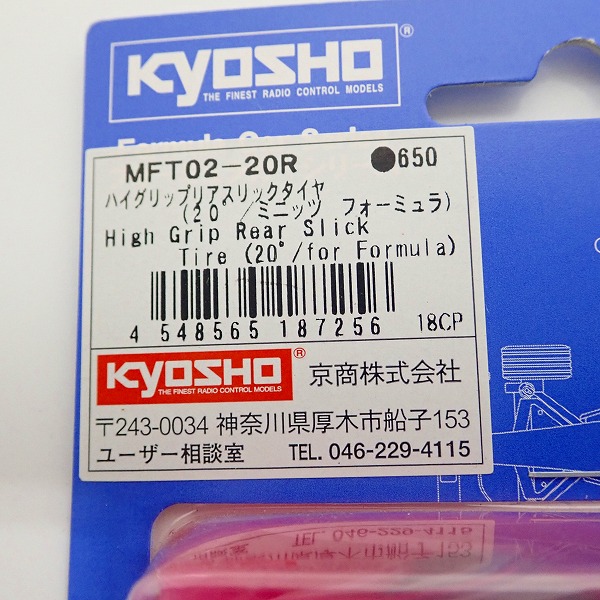 KYOSHO®
THE FINEST RADIO CONTROL MODELS
MFT02-20R ●650
ハイグリップリアスリックタイヤ
(20°/ミニッツ フォーミュラ)
High Grip Rear Slick
Tire (20°/for Formula)
4 548565 187256 18CP
KYOSHO® 京商株式会社
THE FINEST RADIO CONTROL MODELS
〒243-0034 神奈川県厚木市船子153
ユーザー相談室 TEL. 046-229-4115